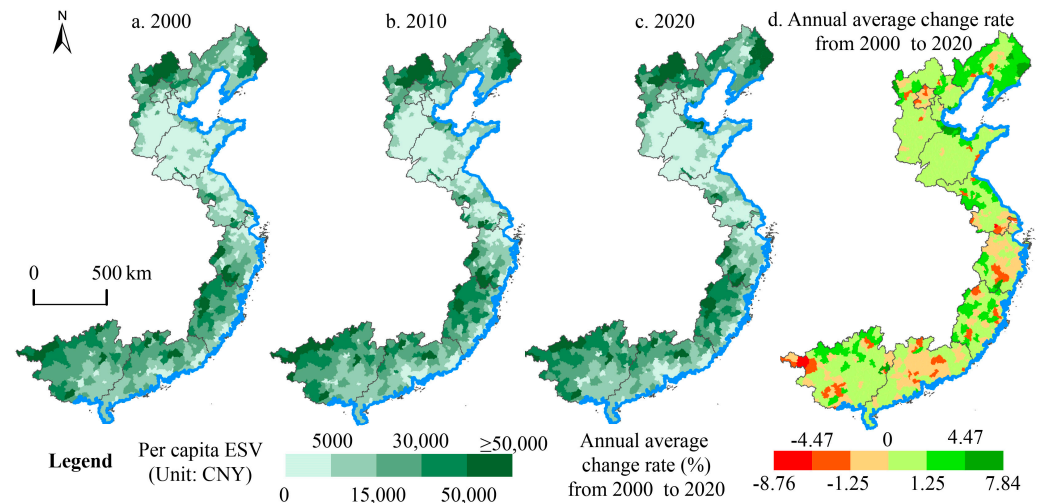 N
a. 2000
b. 2010
c. 2020
d. Annual average change rate
from 2000 to 2020
0 500 km
Legend
Per capita ESV
(Unit: CNY)
5000 30,000 ≥50,000
0 15,000 50,000
Annual average
change rate (%)
from 2000 to 2020
-4.47 0 4.47
-8.76 -1.25 1.25 7.84